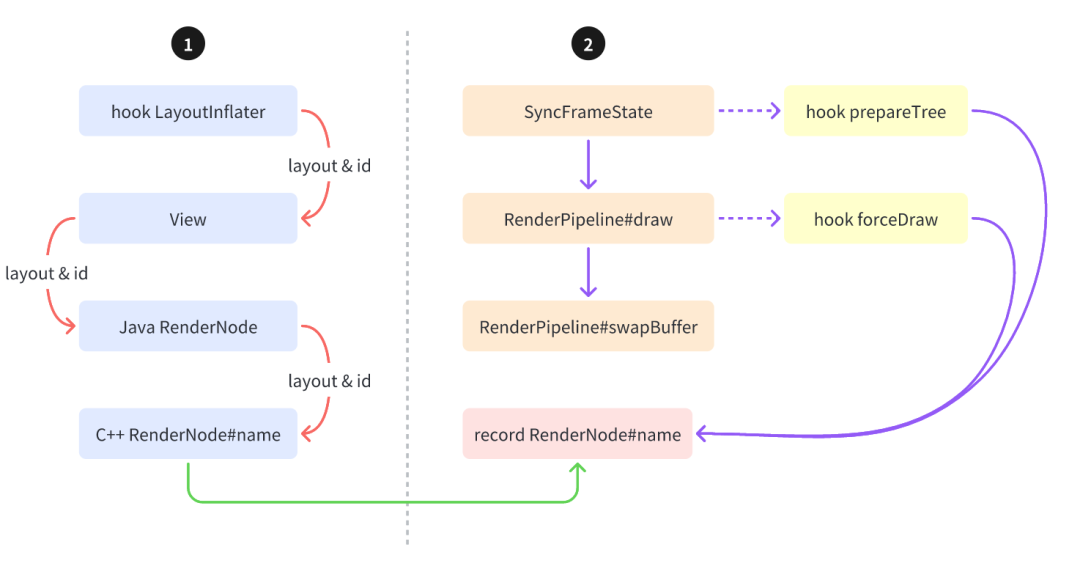 1
hook LayoutInflater
layout & id
View
layout & id
Java RenderNode
layout & id
C++ RenderNode#name
2
SyncFrameState
hook prepareTree
RenderPipeline#draw
hook forceDraw
RenderPipeline#swapBuffer
record RenderNode#name